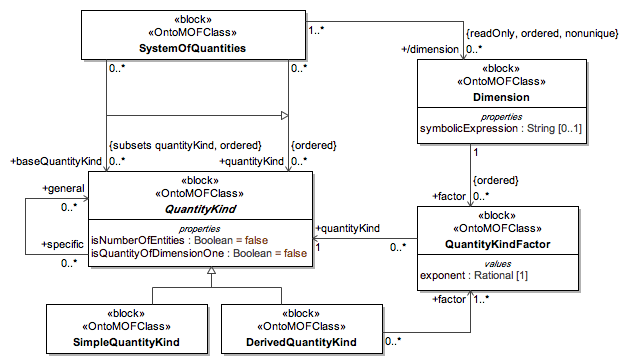 «block»
«OntoMOFClass»
SystemOfQuantities
1..*
{readOnly, ordered, nonunique}
+/dimension 0..*
0..*
0..*
«block»
«OntoMOFClass»
Dimension
properties
symbolicExpression : String [0..1]
{subsets quantityKind, ordered}
{ordered}
+baseQuantityKind 0..*
+quantityKind 0..*
1
{ordered}
+factor 0..*
+general
0..*
+specific
0..*
«block»
«OntoMOFClass»
QuantityKind
properties
isNumberOfEntities : Boolean = false
isQuantityOfDimensionOne : Boolean = false
+quantityKind
1
0..*
«block»
«OntoMOFClass»
QuantityKindFactor
values
exponent : Rational [1]
+factor 1..*
0..*
«block»
«OntoMOFClass»
SimpleQuantityKind
«block»
«OntoMOFClass»
DerivedQuantityKind